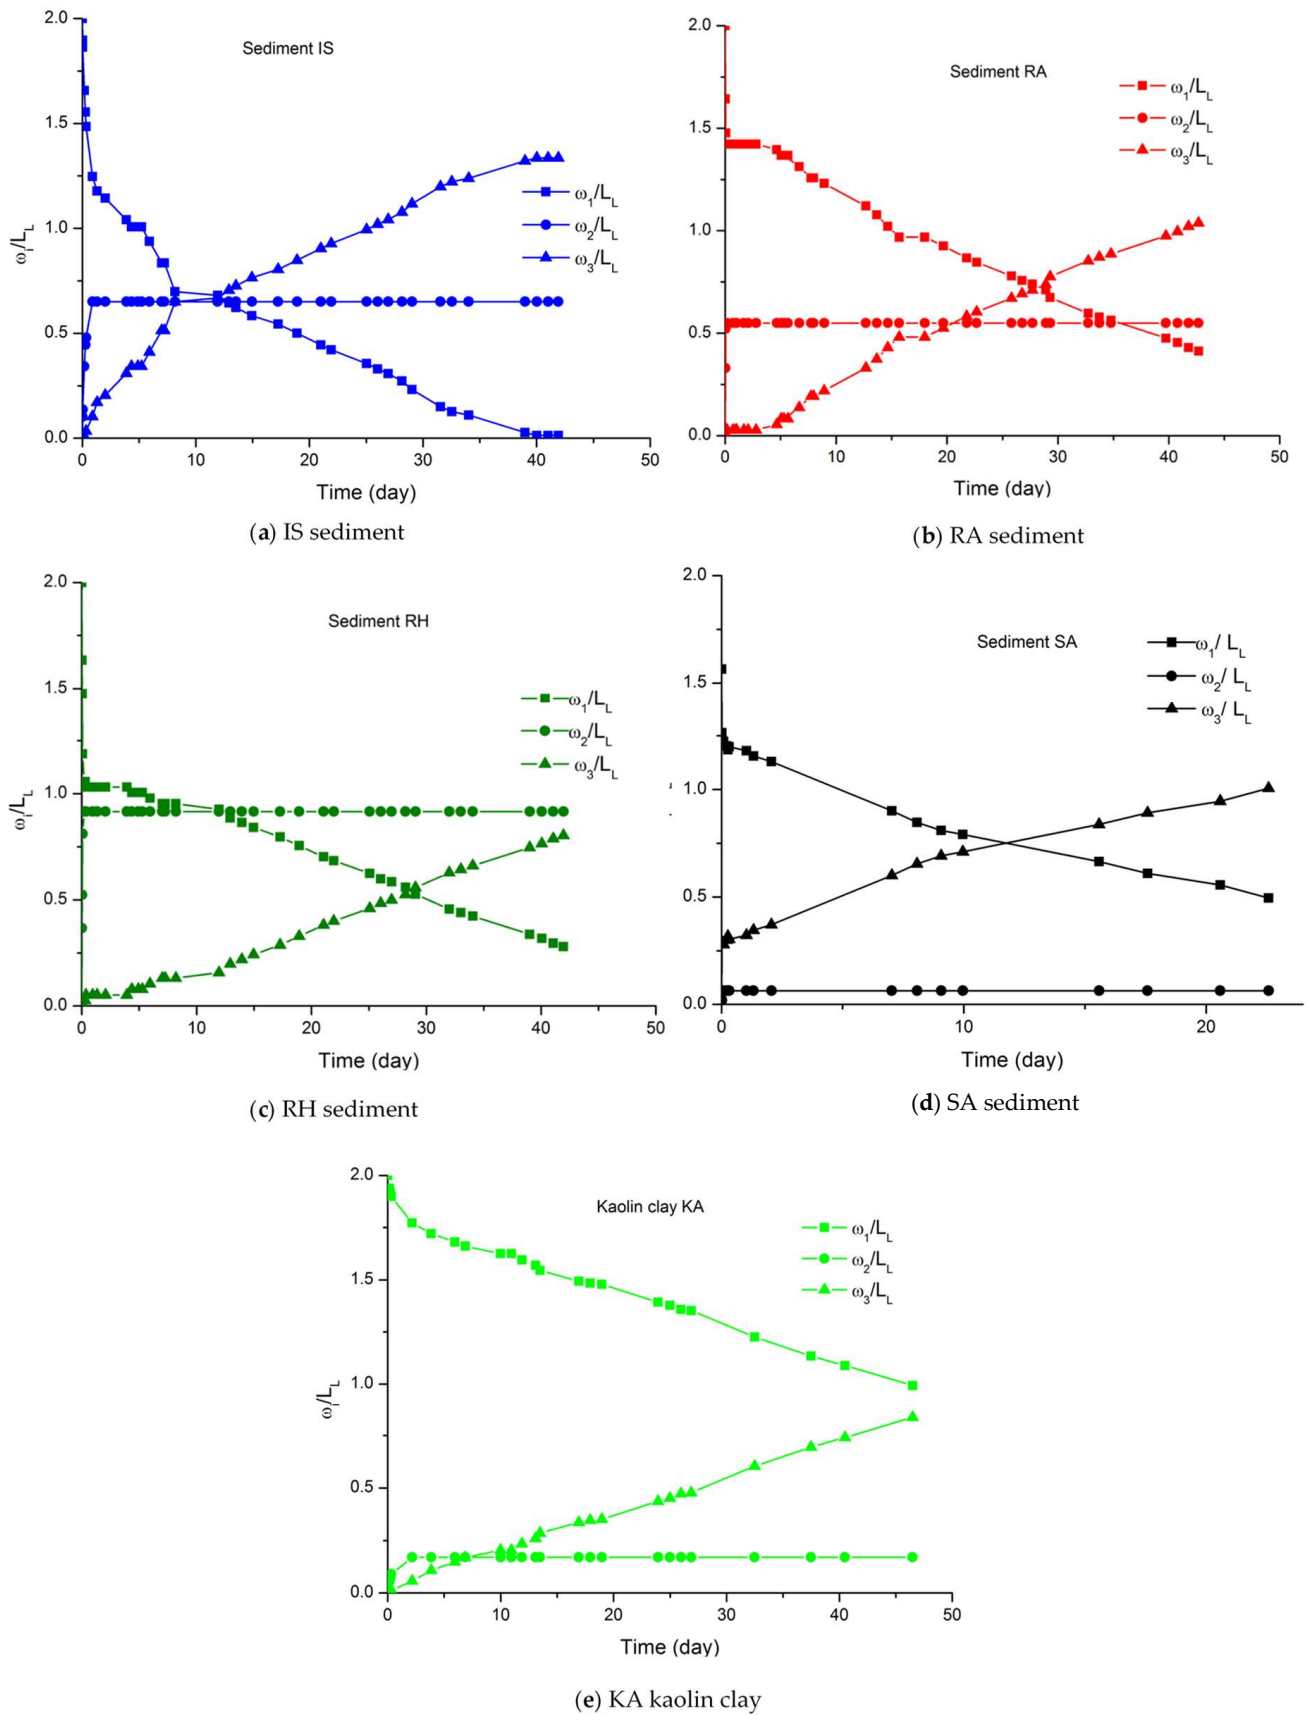 Sediment IS
ω1/LL
ω2/LL
ω3/LL
ωi/LL
2.0
1.5
1.0
0.5
0.0
0 10 20 30 40 50
Time (day)
(a) IS sediment
Sediment RA
ω1/LL
ω2/LL
ω3/LL
2.0
1.5
1.0
0.5
0.0
0 10 20 30 40 50
Time (day)
(b) RA sediment
Sediment RH
ω1/LL
ω2/LL
ω3/LL
ωi/LL
2.0
1.5
1.0
0.5
0.0
0 10 20 30 40 50
Time (day)
(c) RH sediment
Sediment SA
ω1/ LL
ω2/ LL
ω3/ LL
2.0
1.5
1.0
0.5
0.0
0 10 20
Time (day)
(d) SA sediment
Kaolin clay KA
ω1/LL
ω2/LL
ω3/LL
ωi/LL
2.0
1.5
1.0
0.5
0.0
0 10 20 30 40 50
Time (day)
(e) KA kaolin clay